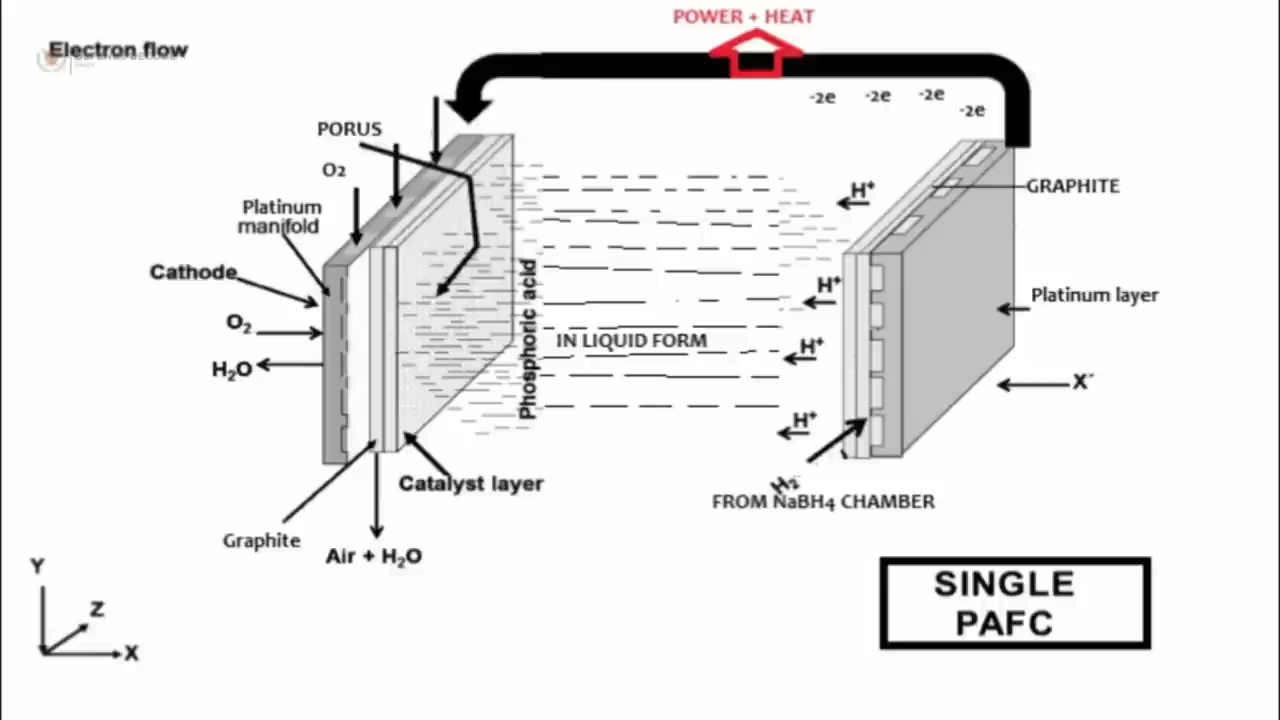 POWER + HEAT
Electron flow
-2e -2e -2e -2e
PORUS
O2
Platinum
manifold
Cathode
O₂
H₂O
H⁺
H⁺
H⁺
H⁺
GRAPHITE
Platinum layer
X⁻
Phosphoric acid
IN LIQUID FORM
H₂
FROM NaBH4 CHAMBER
Catalyst layer
Graphite
Air + H₂O
Y
Z
X
SINGLE
PAFC